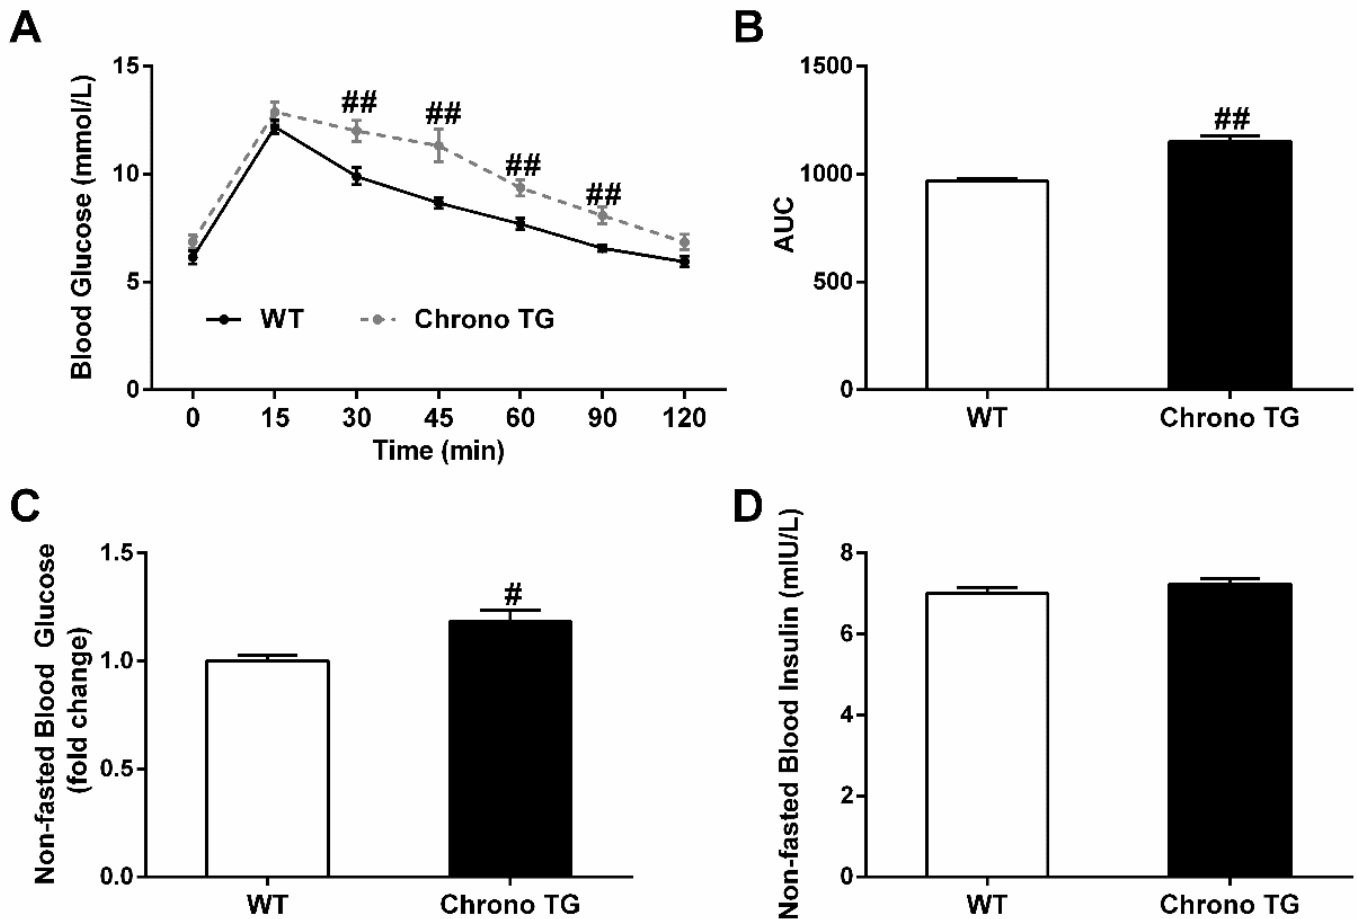 A
Blood Glucose (mmol/L)
15
10
5
0
##
##
##
##
WT
Chrono TG
0 15 30 45 60 90 120
Time (min)
B
AUC
1500
1000
500
0
##
WT
Chrono TG
C
Non-fasted Blood Glucose
(fold change)
1.5
1.0
0.5
0.0
#
WT
Chrono TG
D
Non-fasted Blood Insulin (mIU/L)
8
6
4
2
0
WT
Chrono TG